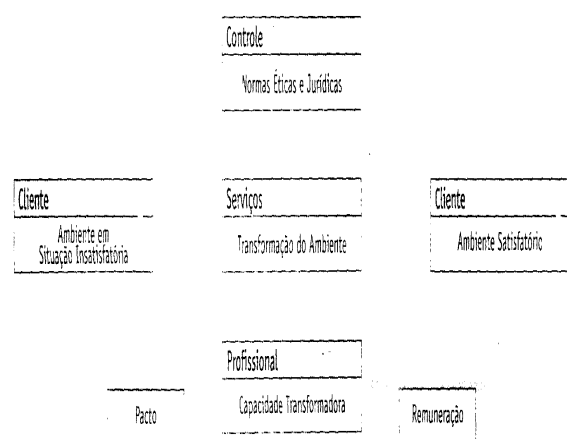 Controle
Normas Éticas e Jurídicas
Cliente
Ambiente em
Situação Insatisfatória
Serviços
Transformação do Ambiente
Cliente
Ambiente Satisfatório
Profissional
Capacidade Transformadora
Pacto
Remuneração